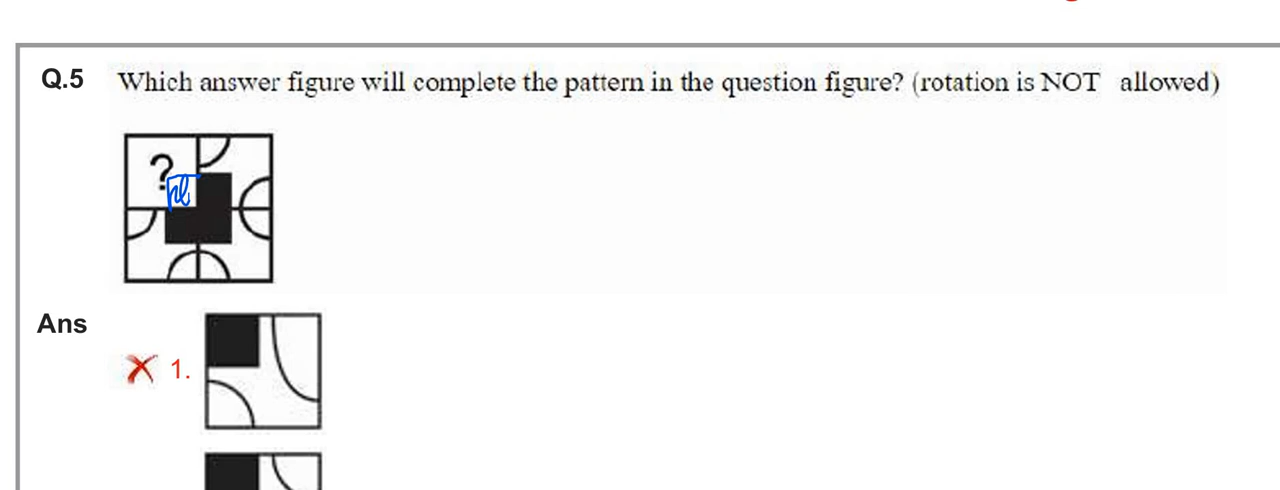 Q.5 Which answer figure will complete the pattern in the question figure? (rotation is NOT allowed)
?
Ans
1.